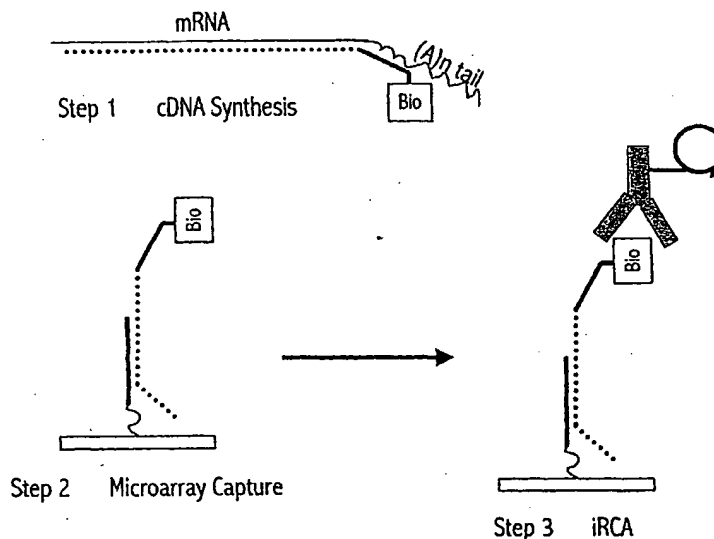 mRNA
(A)n tail
Bio
Step 1 cDNA Synthesis
Bio
Bio
Step 2 Microarray Capture
Step 3 iRCA